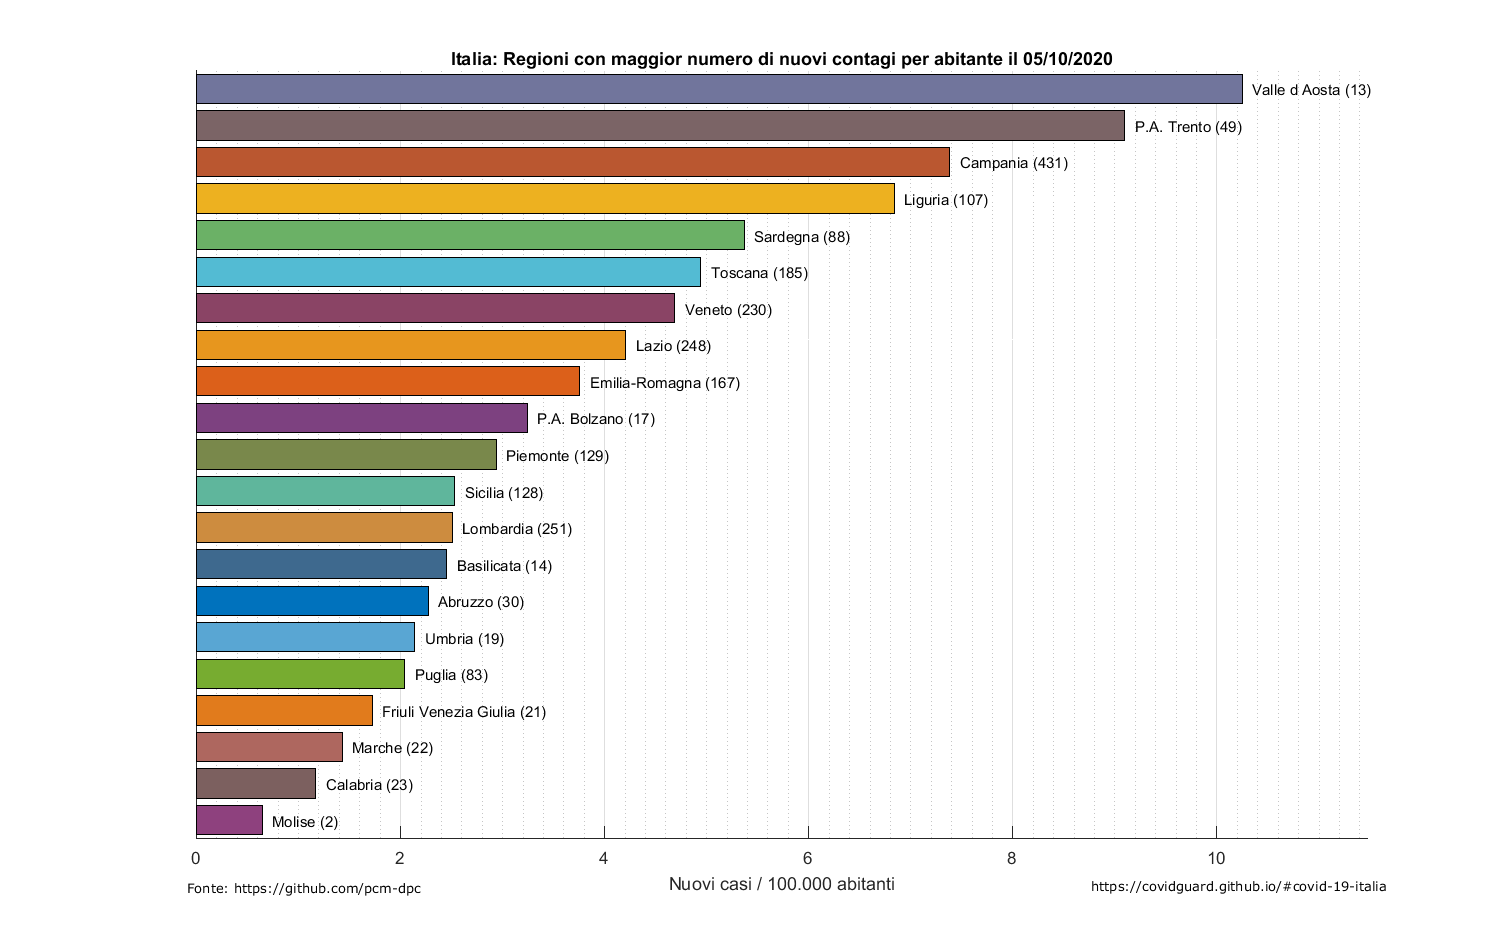 Italia: Regioni con maggior numero di nuovi contagi per abitante il 05/10/2020
Valle d Aosta (13)
P.A. Trento (49)
Campania (431)
Liguria (107)
Sardegna (88)
Toscana (185)
Veneto (230)
Lazio (248)
Emilia-Romagna (167)
P.A. Bolzano (17)
Piemonte (129)
Sicilia (128)
Lombardia (251)
Basilicata (14)
Abruzzo (30)
Umbria (19)
Puglia (83)
Friuli Venezia Giulia (21)
Marche (22)
Calabria (23)
Molise (2)
0 2 4 6 8 10
Nuovi casi / 100.000 abitanti
Fonte: https://github.com/pcm-dpc
https://covidguard.github.io/#covid-19-italia